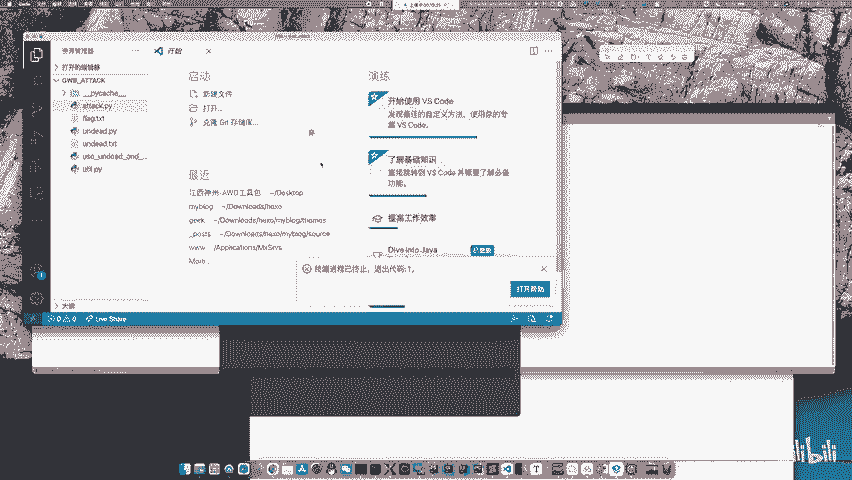 资源管理器
打开的编辑器
GWB_ATTACK
__pycache__
attack.py
flag.txt
undead.py
undead.txt
util.py
大纲
开始
启动
新建文件
打开...
克隆 Git 存储库...
最近
江西神州-AWD工具包 ~/Desktop
myblog ~/Downloads/hexo
geek ~/Downloads/hexo/myblog/themes
_posts ~/Downloads/hexo/myblog/source
www /Applications/MxSrvs
More...
演练
开始使用 VS Code
发现最佳的自定义方法，使用你的专
属 VS Code。
了解基础知识
直接跳转到 VS Code 并概要了解必备
功能。
提高工作效率
Dive into Java
终端进程已终止，退出代码: 1。
打开帮助
0 0
Live Share
bilibili